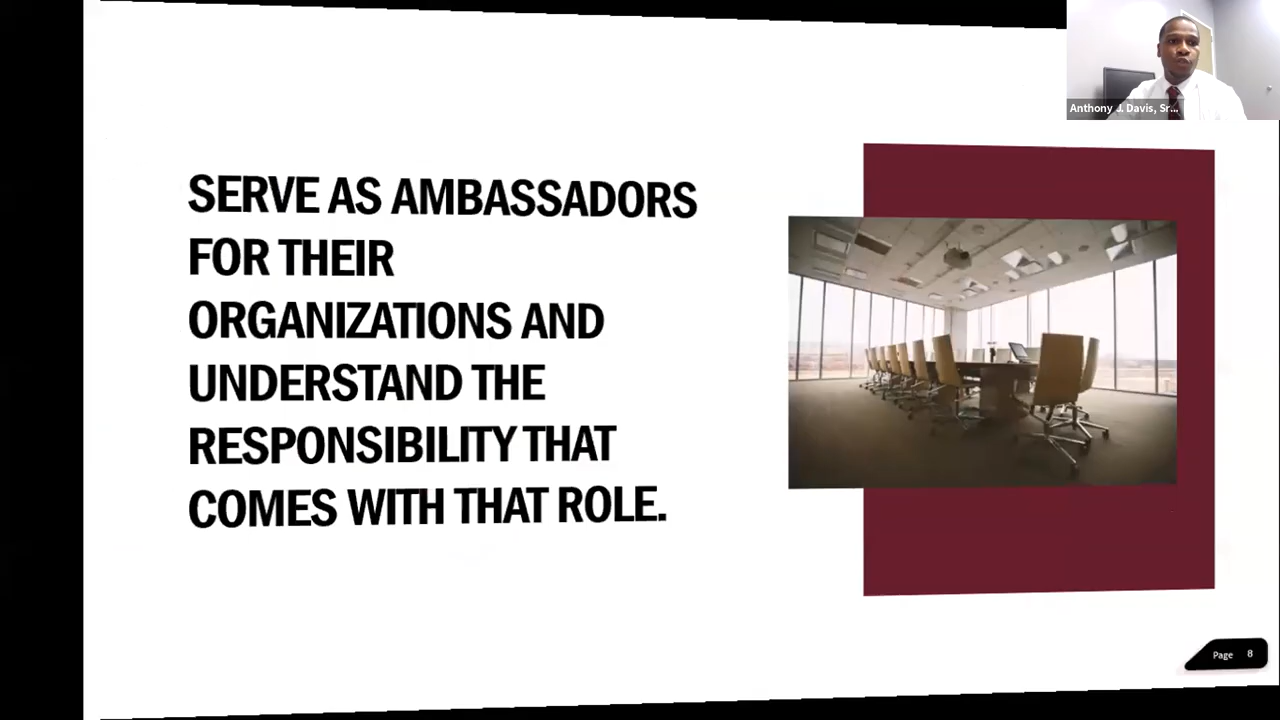 Anthony J. Davis, Sr...
SERVE AS AMBASSADORS
FOR THEIR
ORGANIZATIONS AND
UNDERSTAND THE
RESPONSIBILITY THAT
COMES WITH THAT ROLE.
Page 8